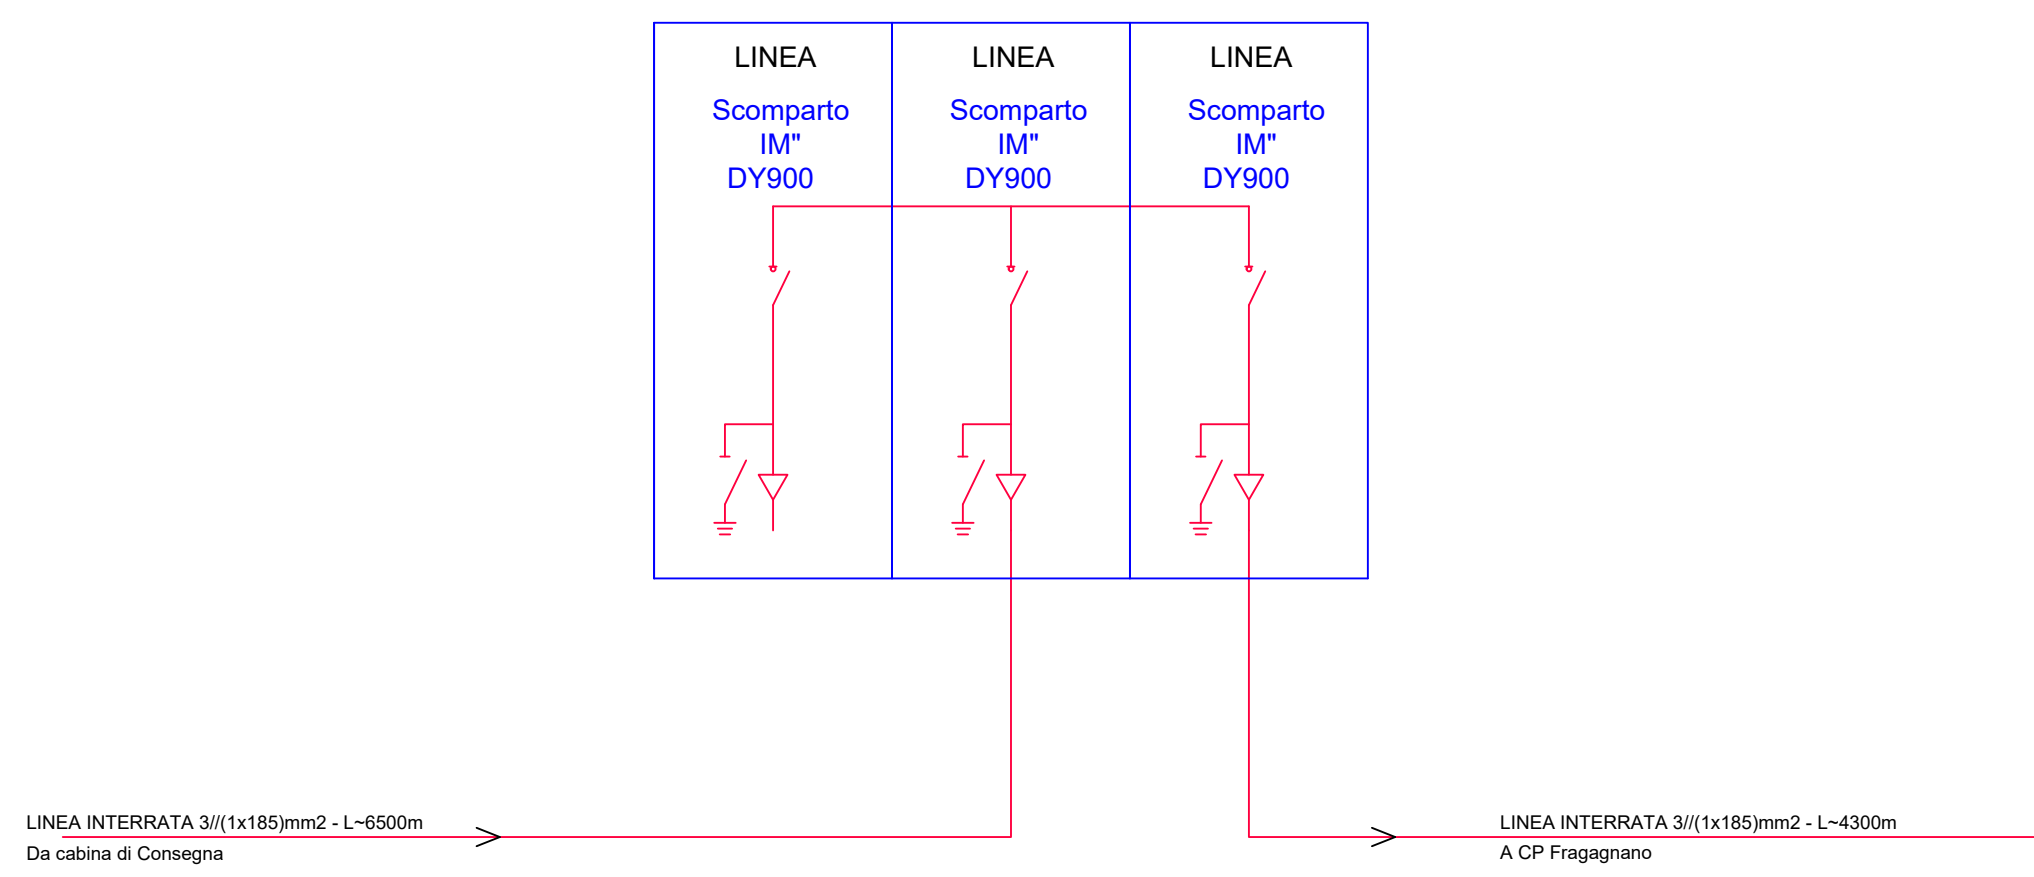 LINEA
Scomparto
IM"
DY900
LINEA
Scomparto
IM"
DY900
LINEA
Scomparto
IM"
DY900
LINEA INTERRATA 3//(1x185)mm2 - L~6500m
Da cabina di Consegna
LINEA INTERRATA 3//(1x185)mm2 - L~4300m
A CP Fragagnano